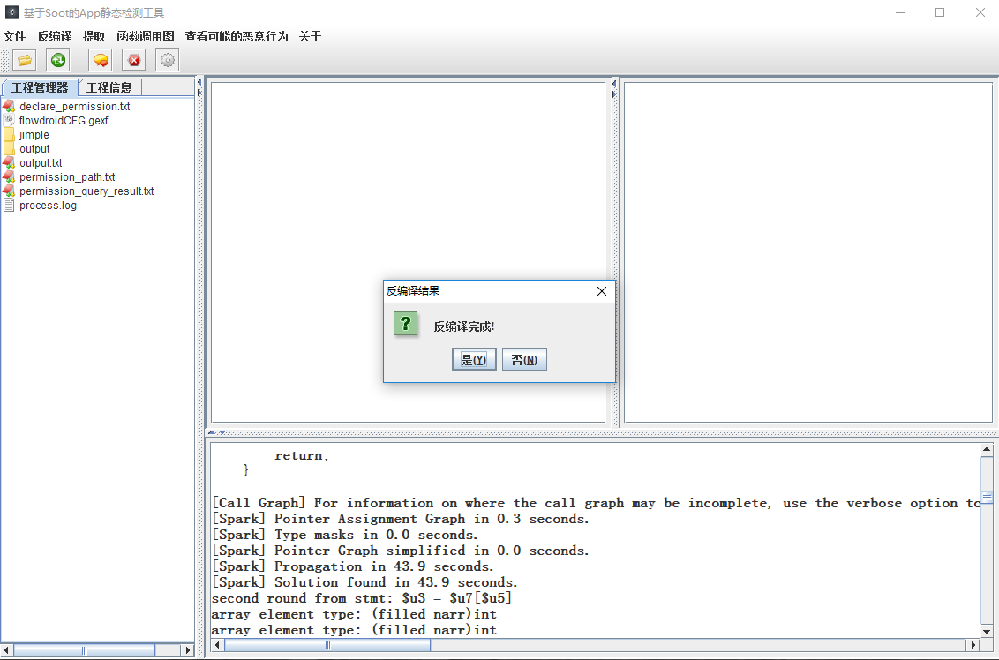 基于Soot的App静态检测工具
文件 反编译 提取 函数调用图 查看可能的恶意行为 关于
工程管理器 工程信息
declare_permission.txt
flowdroidCFG.gexf
jimple
output
output.txt
permission_path.txt
permission_query_result.txt
process.log
反编译结果
?
反编译完成!
是(Y) 否(N)
return;
}
[Call Graph] For information on where the call graph may be incomplete, use the verbose option to
[Spark] Pointer Assignment Graph in 0.3 seconds.
[Spark] Type masks in 0.0 seconds.
[Spark] Pointer Graph simplified in 0.0 seconds.
[Spark] Propagation in 43.9 seconds.
[Spark] Solution found in 43.9 seconds.
second round from stmt: $u3 = $u7[$u5]
array element type: (filled narr)int
array element type: (filled narr)int